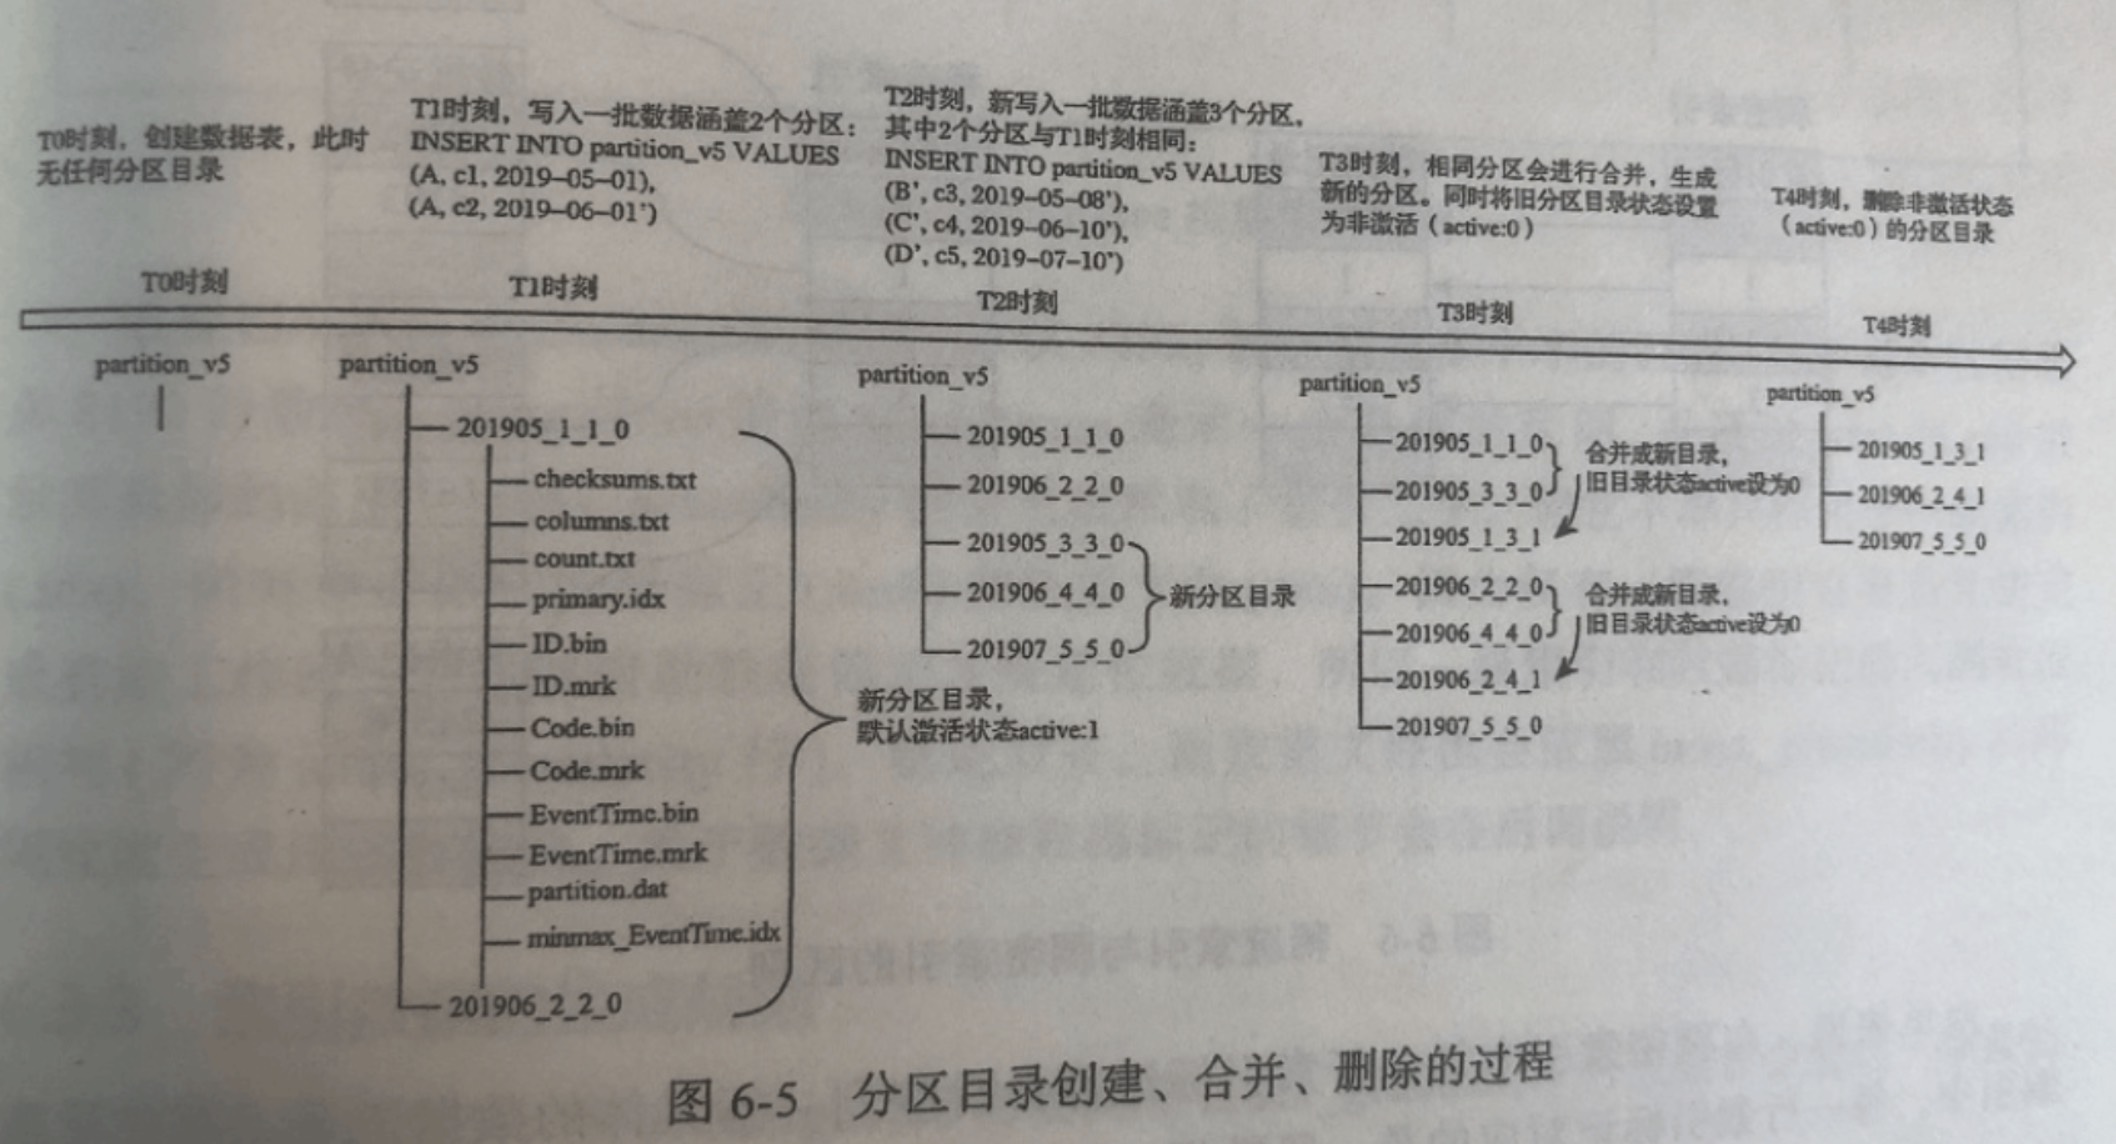 T0时刻，创建数据表，此时
无任何分区目录
T1时刻，写入一批数据涵盖2个分区：
INSERT INTO partition_v5 VALUES
(A, c1, 2019–05–01),
(A, c2, 2019–06–01')
T2时刻，新写入一批数据涵盖3个分区，
其中2个分区与T1时刻相同：
INSERT INTO partition_v5 VALUES
(B', c3, 2019–05–08'),
(C', c4, 2019–06–10'),
(D', c5, 2019–07–10')
T3时刻，相同分区会进行合并，生成
新的分区。同时将旧分区目录状态设置
为非激活（active:0）
T4时刻，删除非激活状态
（active:0）的分区目录
T0时刻
T1时刻
T2时刻
T3时刻
T4时刻
partition_v5
partition_v5
201905_1_1_0
checksums.txt
columns.txt
count.txt
primary.idx
ID.bin
ID.mrk
Code.bin
Code.mrk
EventTime.bin
EventTime.mrk
partition.dat
minmax_EventTime.idx
201906_2_2_0
新分区目录，
默认激活状态active:1
partition_v5
201905_1_1_0
201906_2_2_0
201905_3_3_0
201906_4_4_0
201907_5_5_0
新分区目录
partition_v5
201905_1_1_0
201905_3_3_0
201905_1_3_1
合并成新目录，
旧目录状态active设为0
201906_2_2_0
201906_4_4_0
201906_2_4_1
合并成新目录，
旧目录状态active设为0
201907_5_5_0
partition_v5
201905_1_3_1
201906_2_4_1
201907_5_5_0
图 6-5 分区目录创建、合并、删除的过程